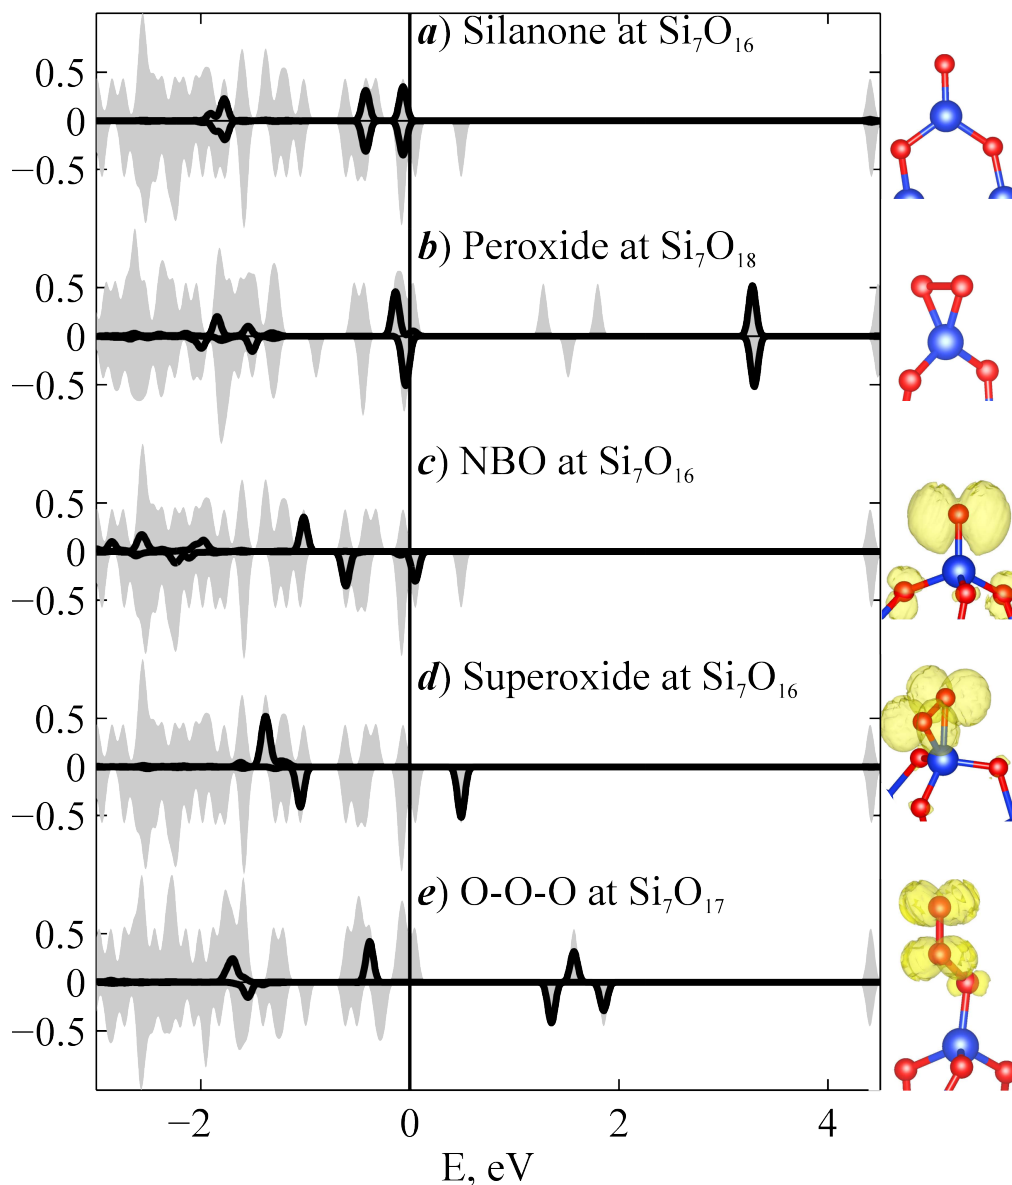 a) Silanone at Si₇O₁₆
0.5
0
−0.5
b) Peroxide at Si₇O₁₈
0.5
0
−0.5
c) NBO at Si₇O₁₆
0.5
0
−0.5
d) Superoxide at Si₇O₁₆
0.5
0
−0.5
e) O-O-O at Si₇O₁₇
0.5
0
−0.5
−2 0 2 4
E, eV